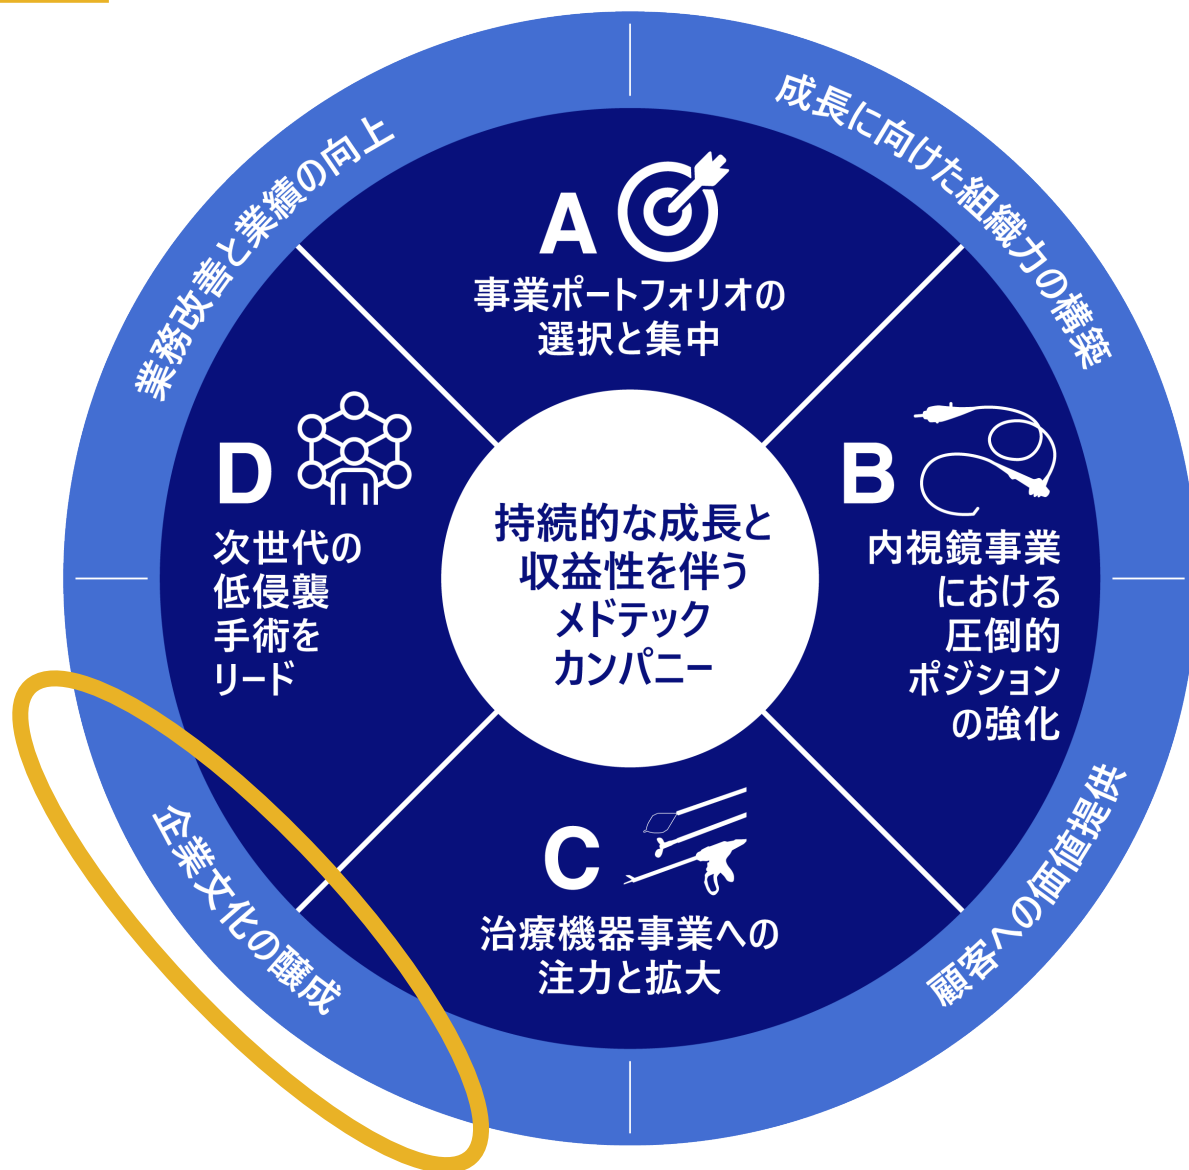 業務改善と業績の向上
成長に向けた組織力の構築
A
事業ポートフォリオの
選択と集中
D
次世代の
低侵襲
手術を
リード
持続的な成長と
収益性を伴う
メドテック
カンパニー
B
内視鏡事業
における
圧倒的
ポジション
の強化
C
治療機器事業への
注力と拡大
企業文化の醸成
顧客への価値提供